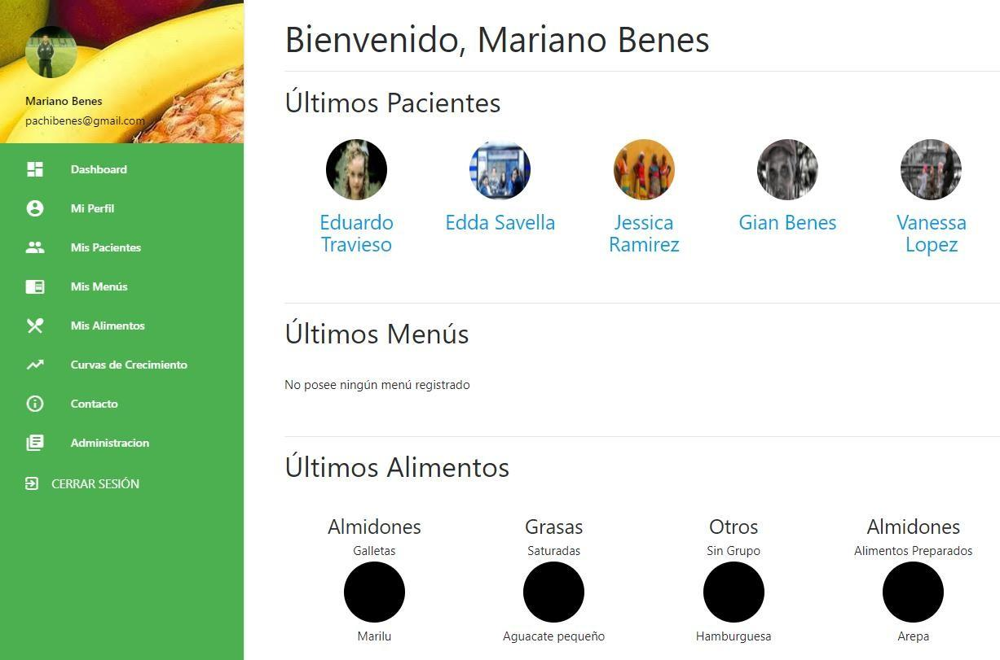 Mariano Benes
pachibenes@gmail.com
Dashboard
Mi Perfil
Mis Pacientes
Mis Menús
Mis Alimentos
Curvas de Crecimiento
Contacto
Administracion
CERRAR SESIÓN
Bienvenido, Mariano Benes
Últimos Pacientes
Eduardo
Travieso
Edda Savella
Jessica
Ramirez
Gian Benes
Vanessa
Lopez
Últimos Menús
No posee ningún menú registrado
Últimos Alimentos
Almidones
Galletas
Marilu
Grasas
Saturadas
Aguacate pequeño
Otros
Sin Grupo
Hamburguesa
Almidones
Alimentos Preparados
Arepa